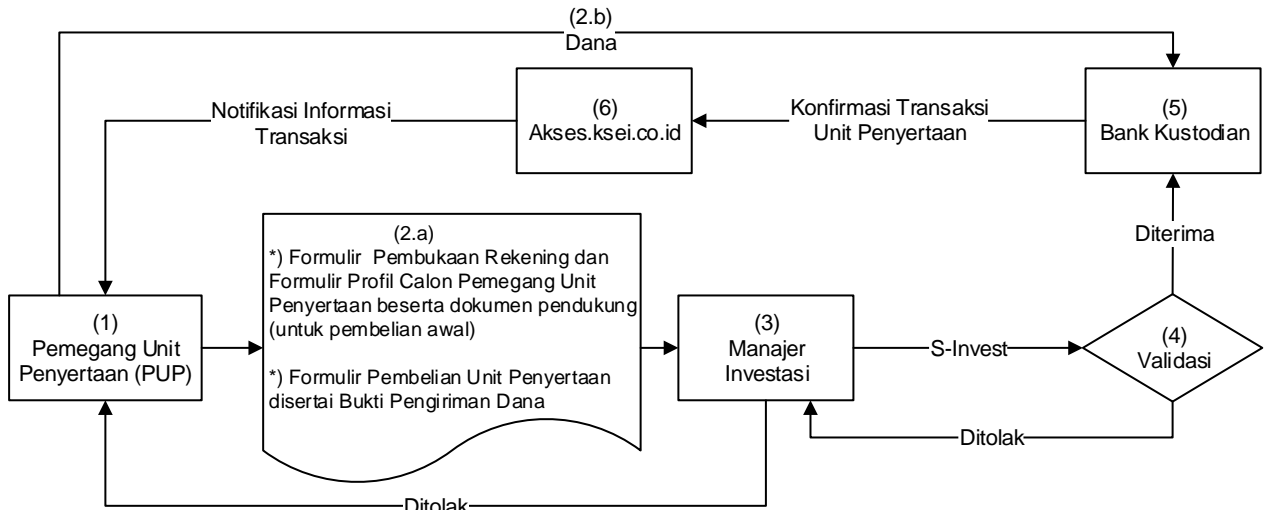 (2.b)
Dana
Notifikasi Informasi
Transaksi
(6)
Akses.ksei.co.id
Konfirmasi Transaksi
Unit Penyertaan
(5)
Bank Kustodian
Diterima
(1)
Pemegang Unit
Penyertaan (PUP)
(2.a)
*) Formulir Pembukaan Rekening dan
Formulir Profil Calon Pemegang Unit
Penyertaan beserta dokumen pendukung
(untuk pembelian awal)
*) Formulir Pembelian Unit Penyertaan
disertai Bukti Pengiriman Dana
(3)
Manajer
Investasi
S-Invest
(4)
Validasi
Ditolak
Ditolak